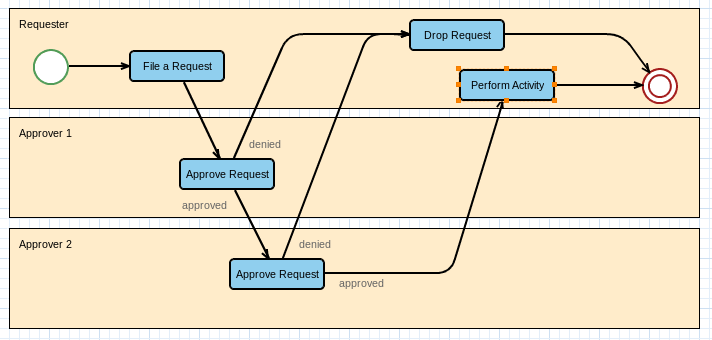 Requester
Drop Request
File a Request
Perform Activity
Approver 1
denied
Approve Request
approved
Approver 2
denied
Approve Request
approved